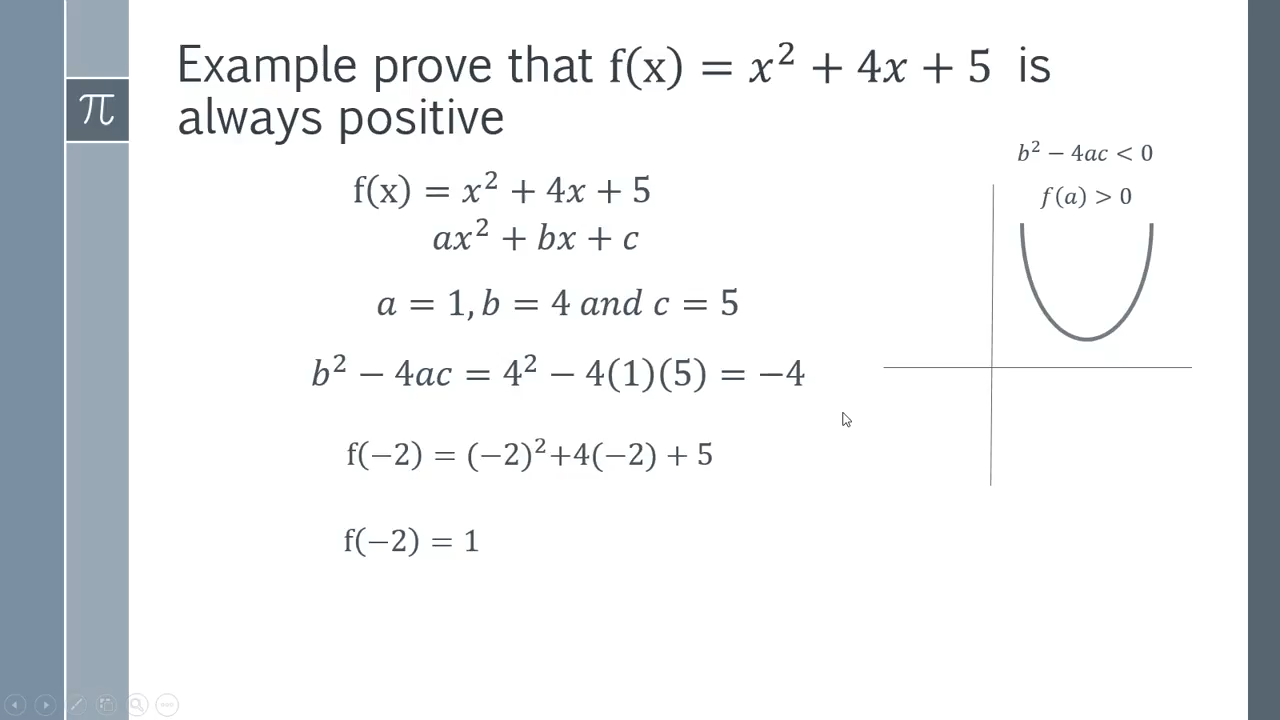 π
Example prove that f(x) = x² + 4x + 5 is
always positive
b² − 4ac < 0
f(a) > 0
f(x) = x² + 4x + 5
ax² + bx + c
a = 1, b = 4 and c = 5
b² − 4ac = 4² − 4(1)(5) = −4
f(−2) = (−2)²+4(−2) + 5
f(−2) = 1